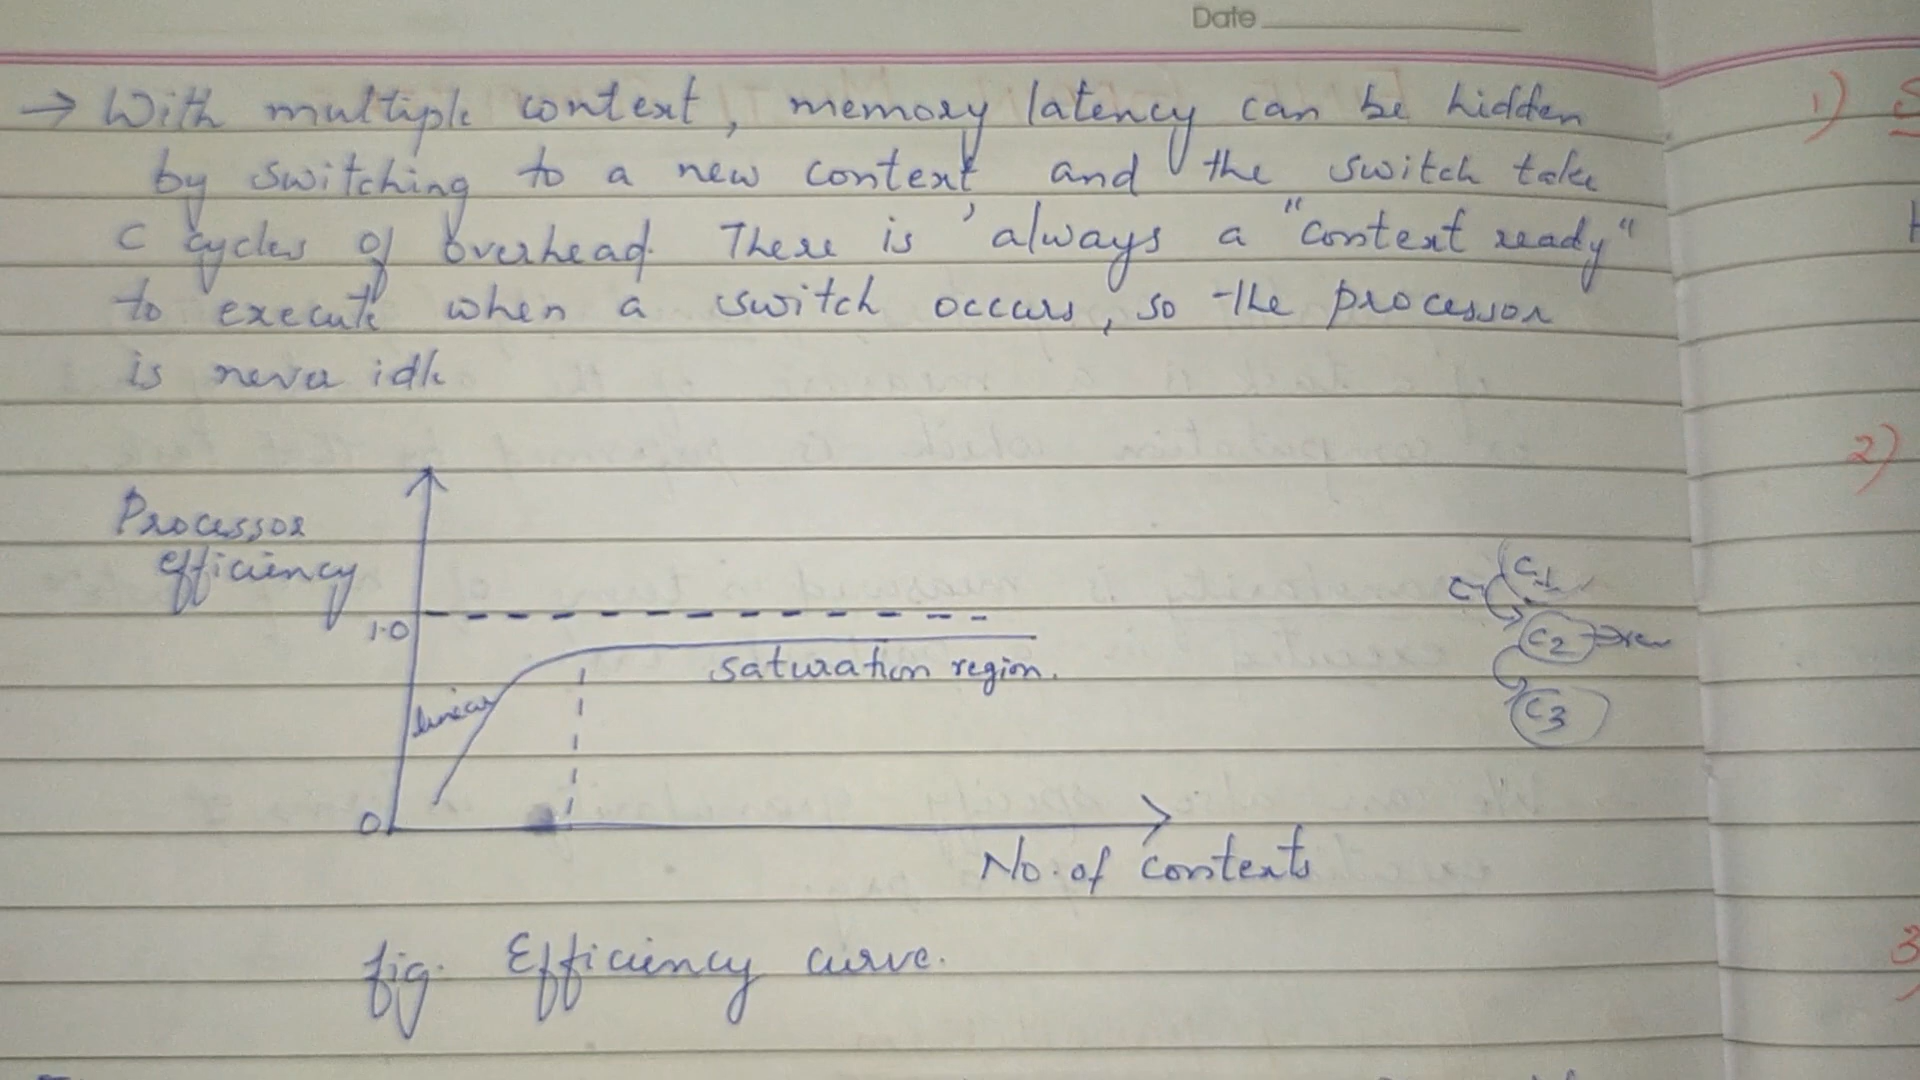 Date
→ With multiple context, memory latency can be hidden
by switching to a new context and the switch take
C cycles of overhead. There is always a "context ready"
to execute when a switch occurs, so the processor
is never idle
Processor
efficiency
1.0
linear
saturation region.
0
No. of contexts
fig. Efficiency curve.
C
C1
C2
C3
1)
2)
3